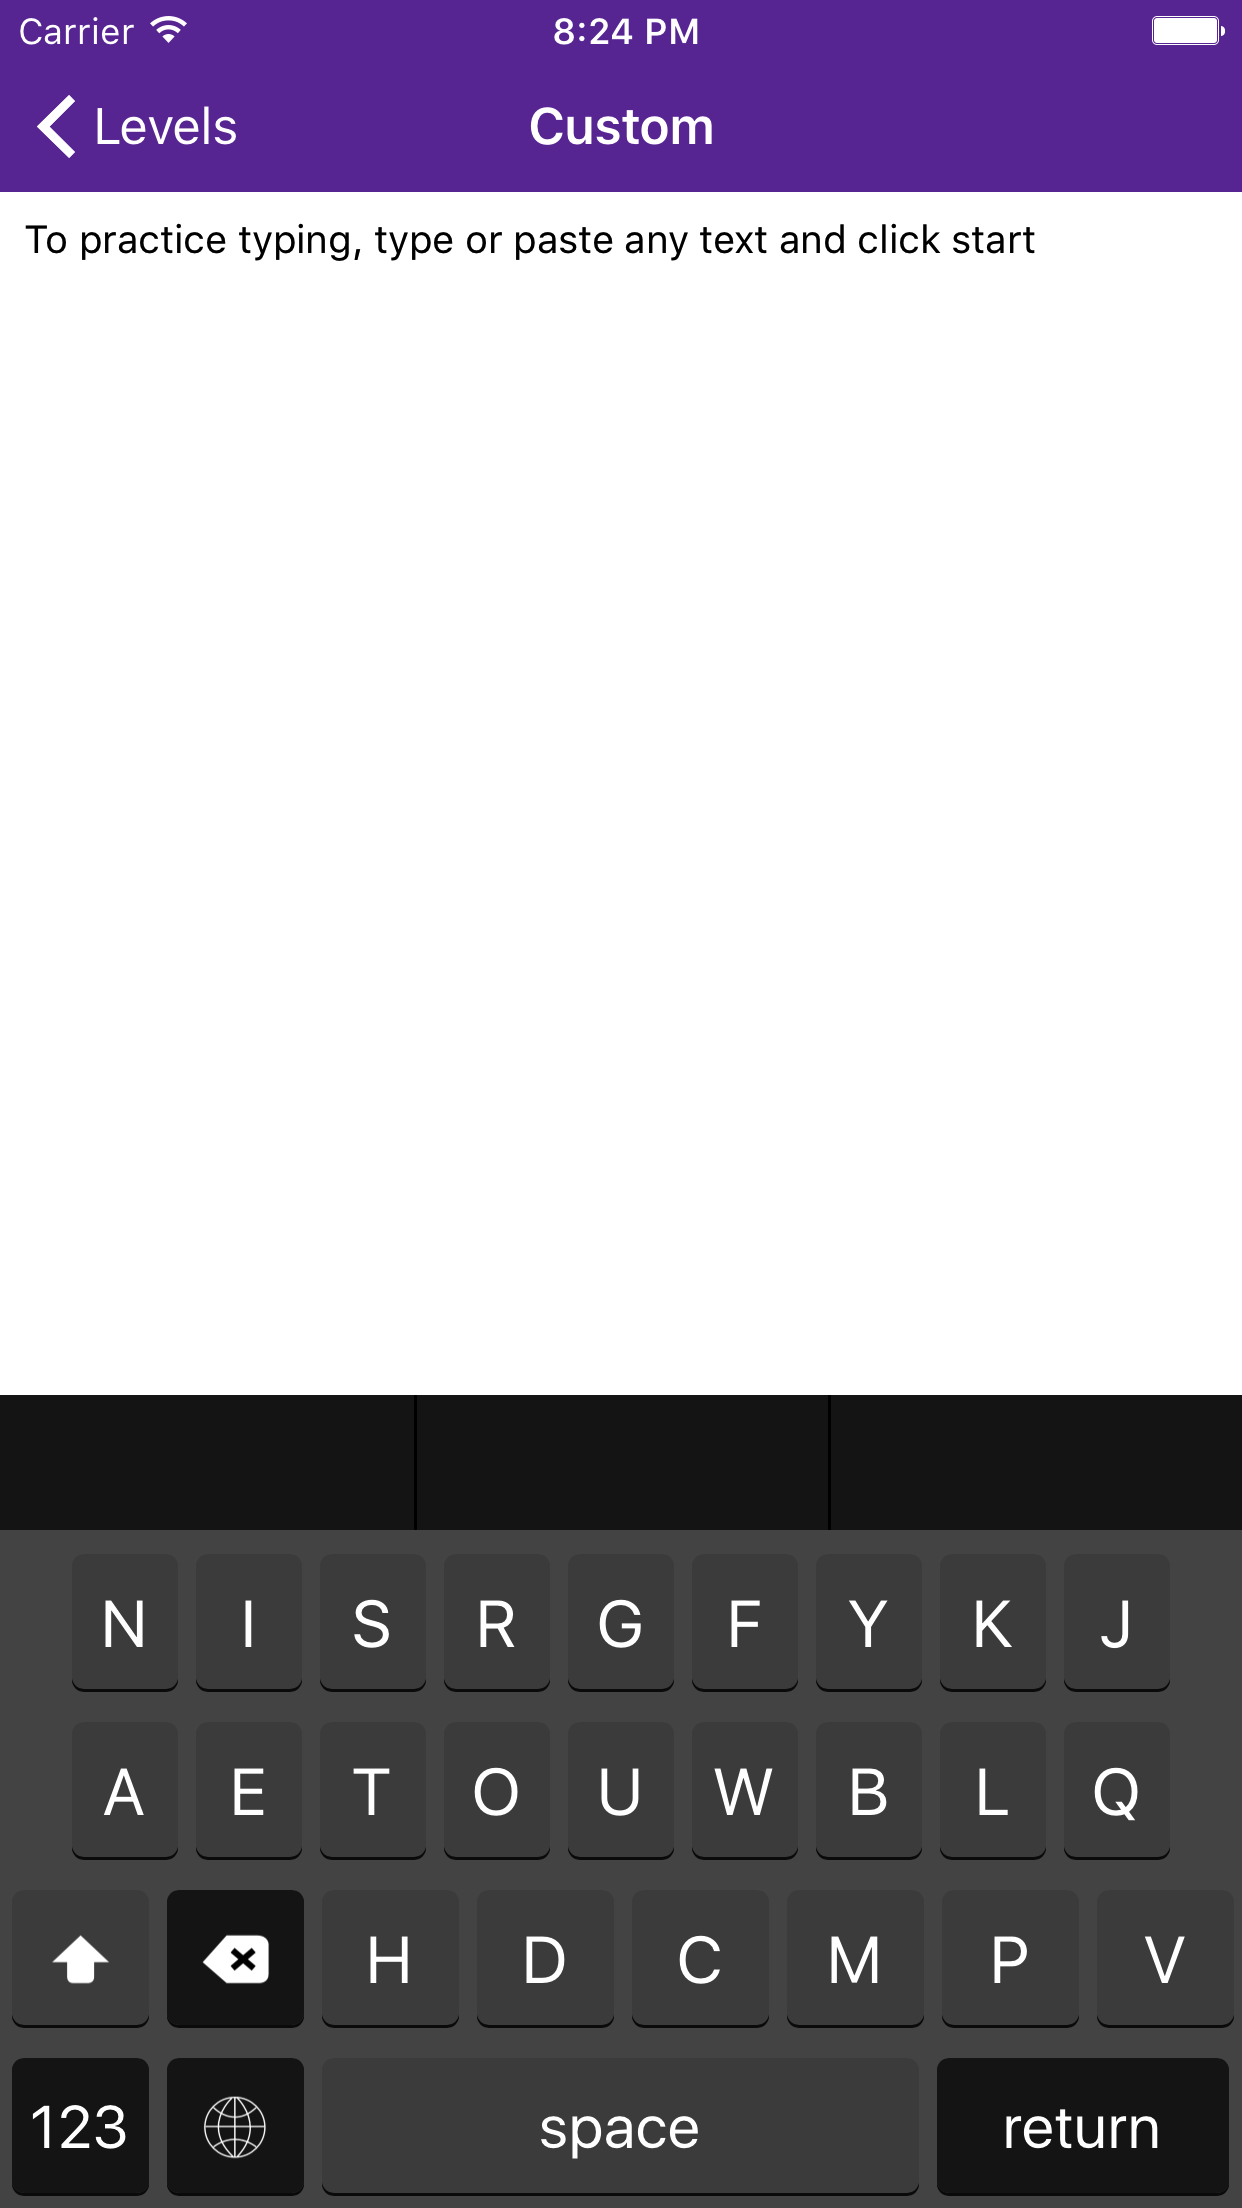 Carrier 8:24 PM
Levels Custom
To practice typing, type or paste any text and click start
N I S R G F Y K J
A E T O U W B L Q
H D C M P V
123 space return